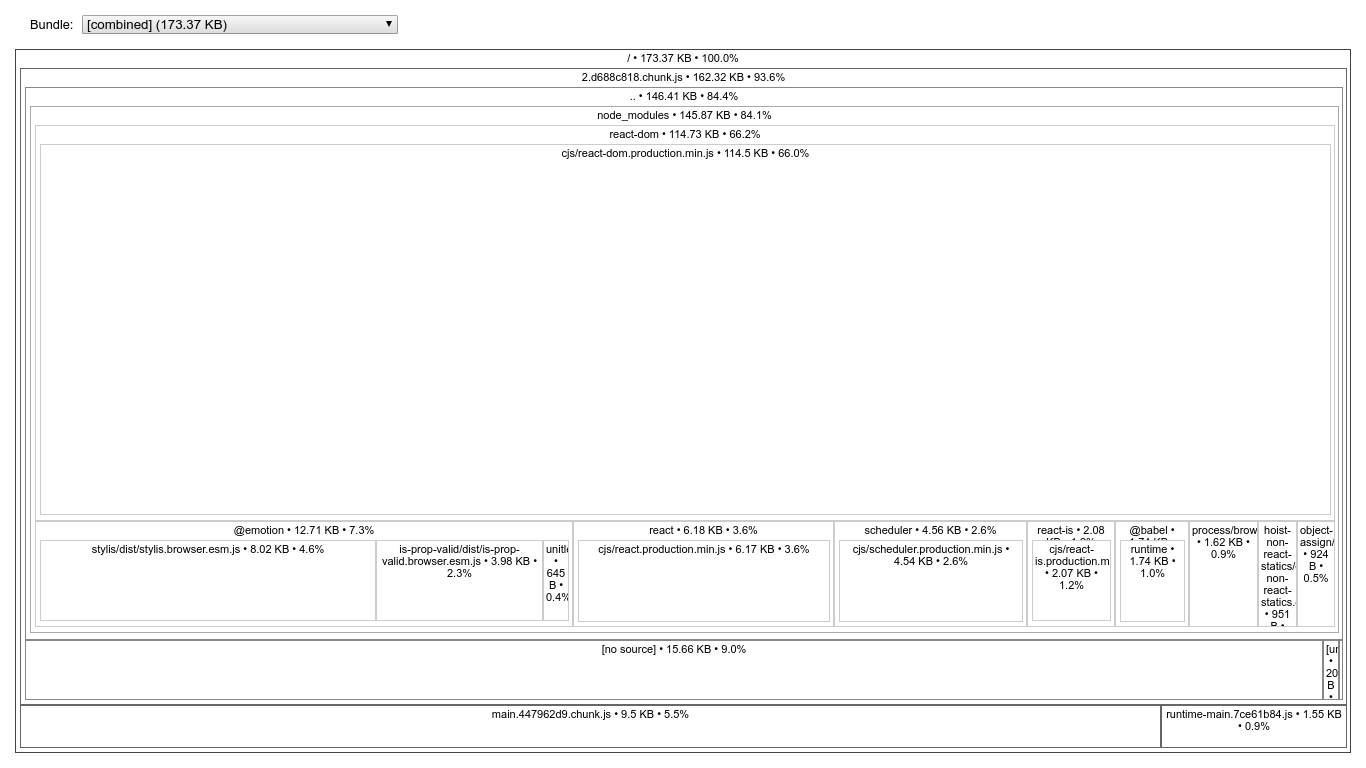 Bundle: [combined] (173.37 KB)
/ • 173.37 KB • 100.0%
2.d688c818.chunk.js • 162.32 KB • 93.6%
.. • 146.41 KB • 84.4%
node_modules • 145.87 KB • 84.1%
react-dom • 114.73 KB • 66.2%
cjs/react-dom.production.min.js • 114.5 KB • 66.0%
@emotion • 12.71 KB • 7.3%
stylis/dist/stylis.browser.esm.js • 8.02 KB • 4.6%
is-prop-
valid/dist/is-prop-
valid.browser.esm.js • 3.98 KB •
2.3%
•
645
B •
0.4%
react • 6.18 KB • 3.6%
cjs/react.production.min.js • 6.17 KB • 3.6%
scheduler • 4.56 KB • 2.6%
cjs/scheduler.production.min.js •
4.54 KB • 2.6%
react-is • 2.08
cjs/react-
is.production.m
• 2.07 KB •
1.2%
@babel •
runtime •
1.74 KB •
1.0%
process/brow
• 1.62 KB •
0.9%
hoist-
non-
react-
statics/
non-
react-
statics.
• 951
B •
object-
assign/
• 924
B •
0.5%
[no source] • 15.66 KB • 9.0%
•
20
B
•
main.447962d9.chunk.js • 9.5 KB • 5.5%
runtime-main.7ce61b84.js • 1.55 KB
• 0.9%